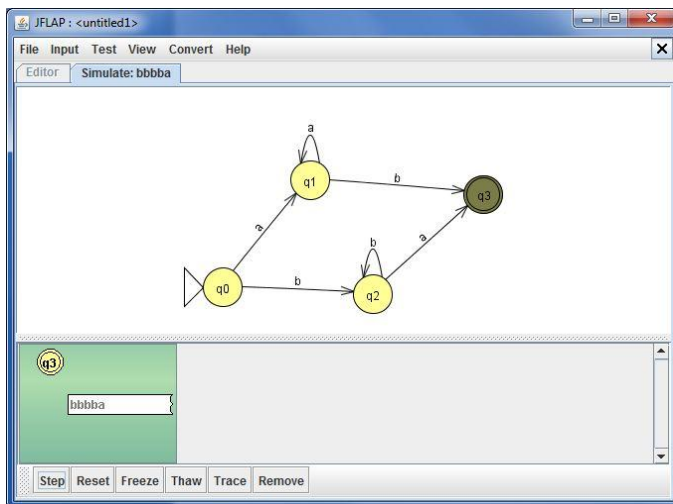 JFLAP : <untitled1>
File Input Test View Convert Help
Editor Simulate: bbbba
a
q1
b
q3
a
a
b
q0
b
q2
q3
bbbba
Step Reset Freeze Thaw Trace Remove